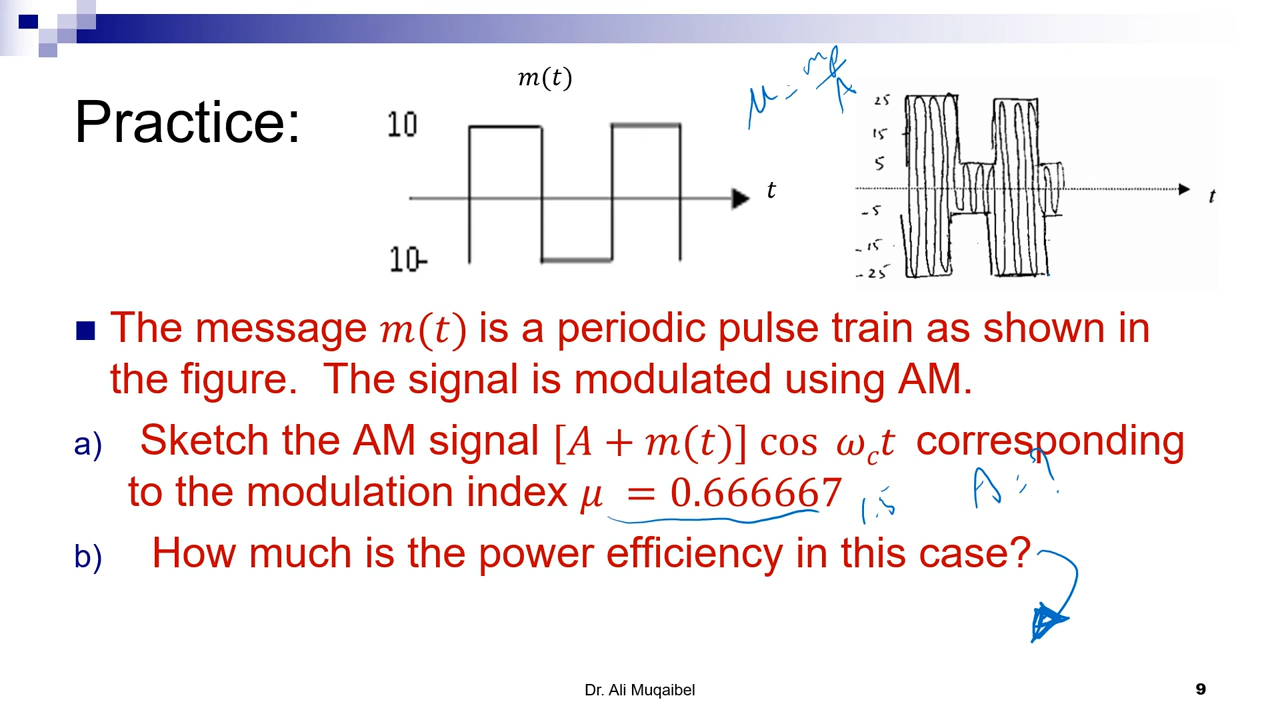 m(t)
μ = mp/A
Practice:
10
10-
t
25
15
5
-5
-15
-25
t
■ The message m(t) is a periodic pulse train as shown in
the figure. The signal is modulated using AM.
a) Sketch the AM signal [A + m(t)] cos ω_c t corresponding
to the modulation index μ = 0.666667
1.5
A = ?
b) How much is the power efficiency in this case?
Dr. Ali Muqaibel
9